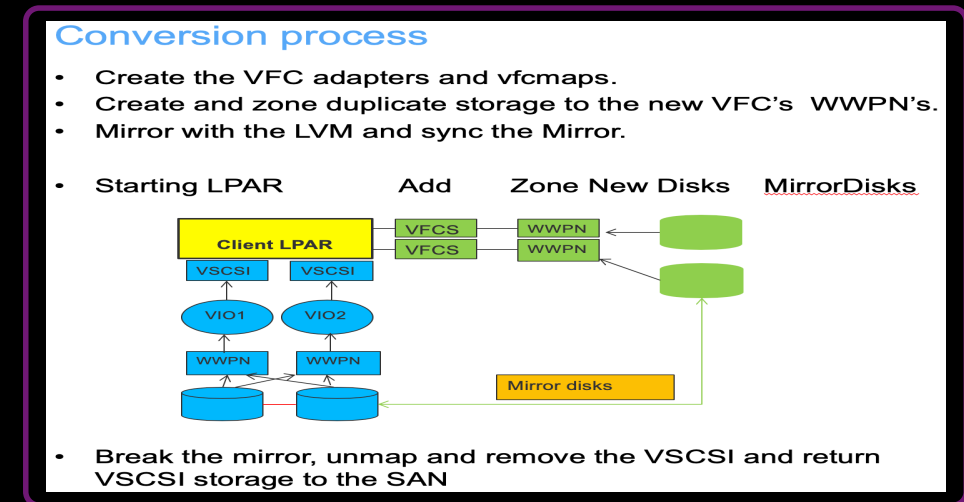 Conversion process
• Create the VFC adapters and vfcmaps.
• Create and zone duplicate storage to the new VFC's WWPN's.
• Mirror with the LVM and sync the Mirror.
• Starting LPAR Add Zone New Disks MirrorDisks
Client LPAR
VFCS WWPN
VFCS WWPN
VSCSI VSCSI
VIO1 VIO2
WWPN WWPN
Mirror disks
• Break the mirror, unmap and remove the VSCSI and return
VSCSI storage to the SAN